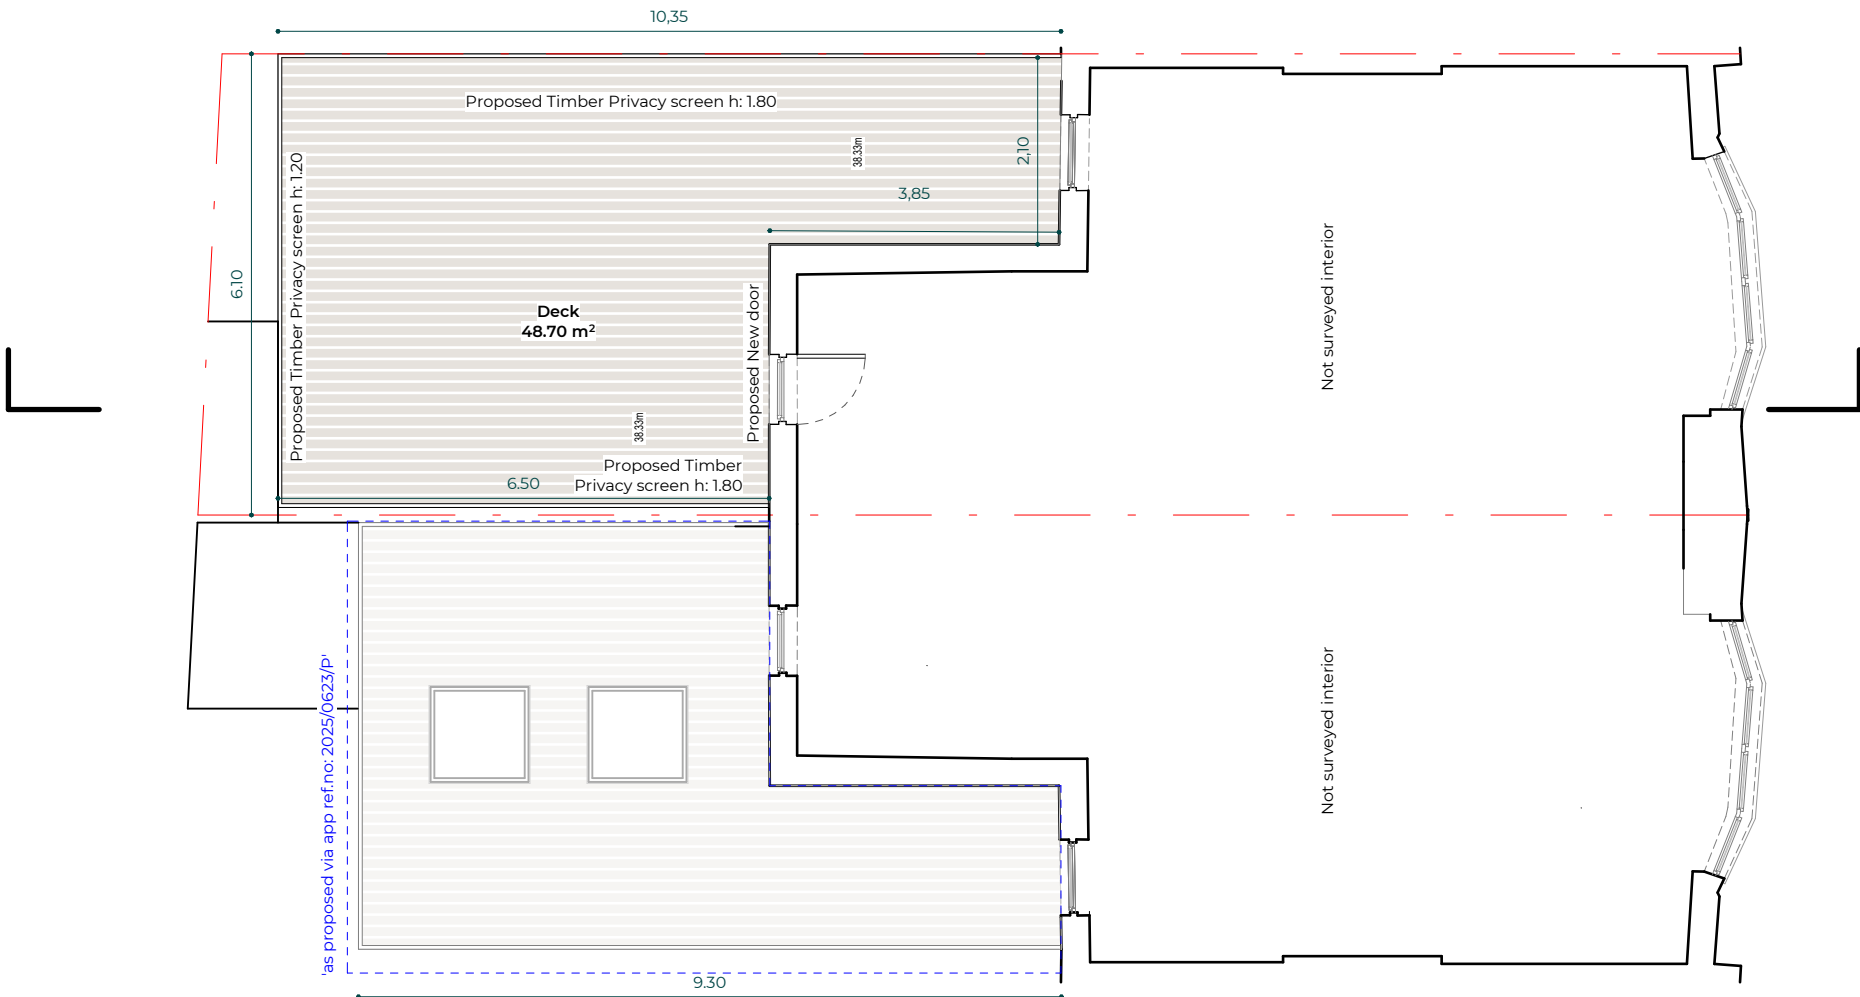 10,35
Proposed Timber Privacy screen h: 1.80
38.33m
2,10
3,85
Proposed Timber Privacy screen h: 1.20
6.10
Deck
48.70 m²
Proposed New door
38.33m
Proposed Timber
Privacy screen h: 1.80
6.50
Not surveyed interior
Not surveyed interior
'as proposed via app ref.no: 2025/0623/P'
9.30